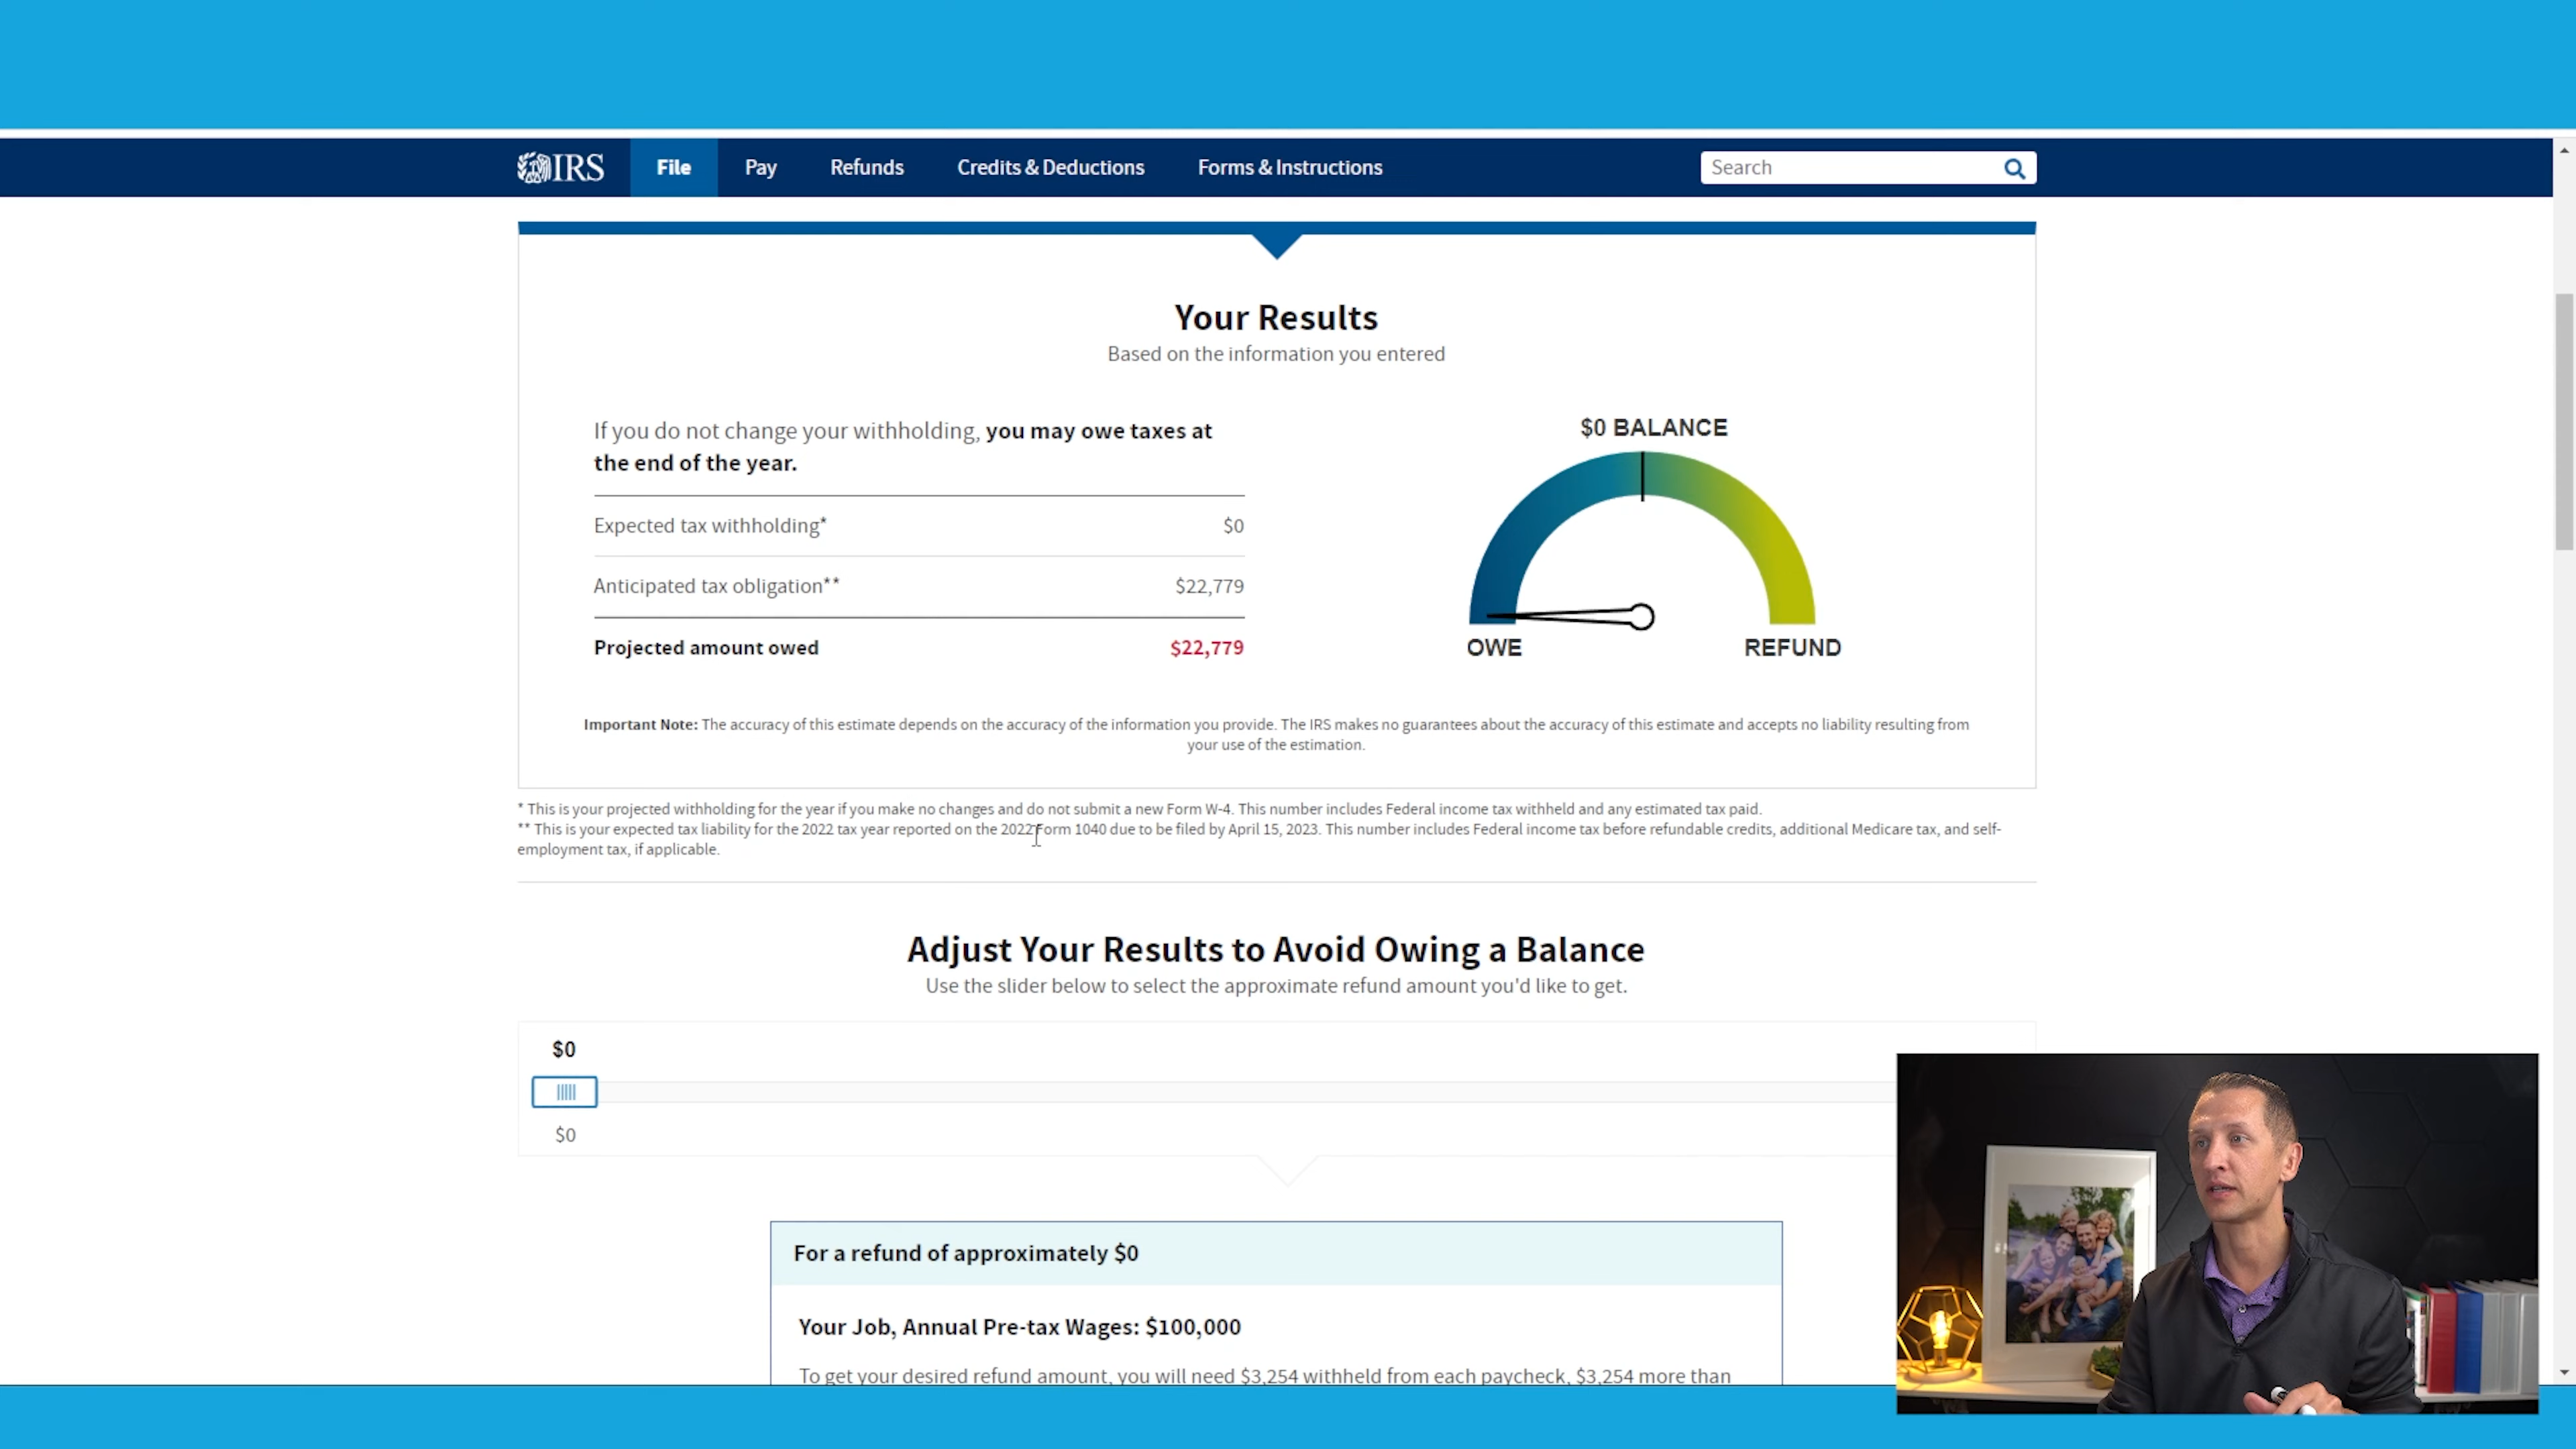 IRS
File
Pay
Refunds
Credits & Deductions
Forms & Instructions
Search
Your Results
Based on the information you entered
If you do not change your withholding, you may owe taxes at
the end of the year.
Expected tax withholding* $0
Anticipated tax obligation** $22,779
Projected amount owed $22,779
$0 BALANCE
OWE
REFUND
Important Note: The accuracy of this estimate depends on the accuracy of the information you provide. The IRS makes no guarantees about the accuracy of this estimate and accepts no liability resulting from
your use of the estimation.
* This is your projected withholding for the year if you make no changes and do not submit a new Form W-4. This number includes Federal income tax withheld and any estimated tax paid.
** This is your expected tax liability for the 2022 tax year reported on the 2022 Form 1040 due to be filed by April 15, 2023. This number includes Federal income tax before refundable credits, additional Medicare tax, and self-
employment tax, if applicable.
Adjust Your Results to Avoid Owing a Balance
Use the slider below to select the approximate refund amount you'd like to get.
$0
$0
For a refund of approximately $0
Your Job, Annual Pre-tax Wages: $100,000
To get your desired refund amount, you will need $3,254 withheld from each paycheck, $3,254 more than